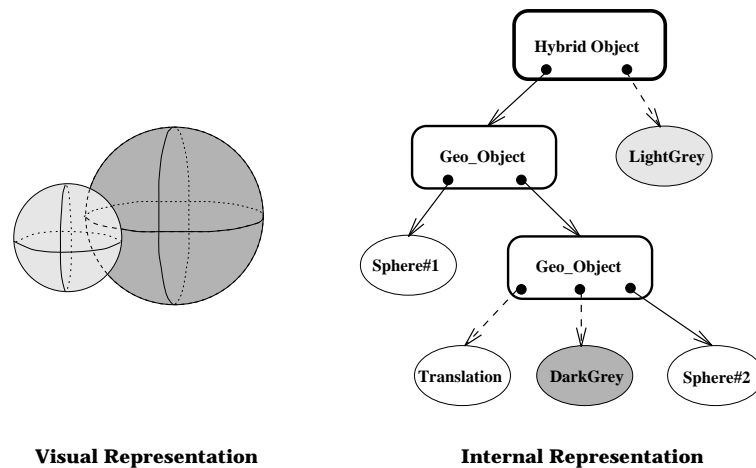 Hybrid Object
Geo_Object
LightGrey
Sphere#1
Geo_Object
Translation
DarkGrey
Sphere#2
Visual Representation
Internal Representation